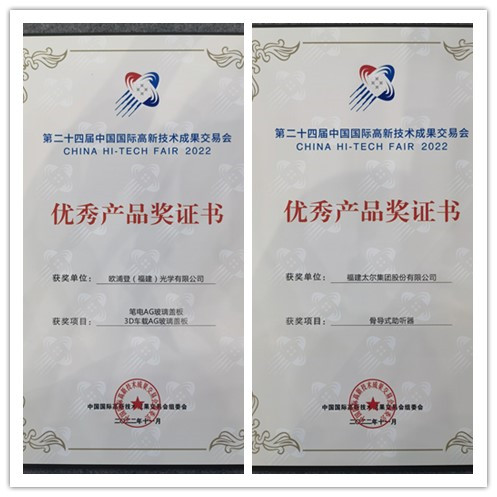 第二十四届中国国际高新技术成果交易会
CHINA HI-TECH FAIR 2022
优秀产品奖证书
获奖单位： 欧浦登（福建）光学有限公司
笔电AG玻璃盖板
获奖项目： 3D车载AG玻璃盖板
中国国际高新技术成果交易会组委会
二〇二二年十一月
第二十四届中国国际高新技术成果交易会
CHINA HI-TECH FAIR 2022
优秀产品奖证书
获奖单位： 福建太尔集团股份有限公司
获奖项目： 骨导式助听器
中国国际高新技术成果交易会组委会
二〇二二年十一月